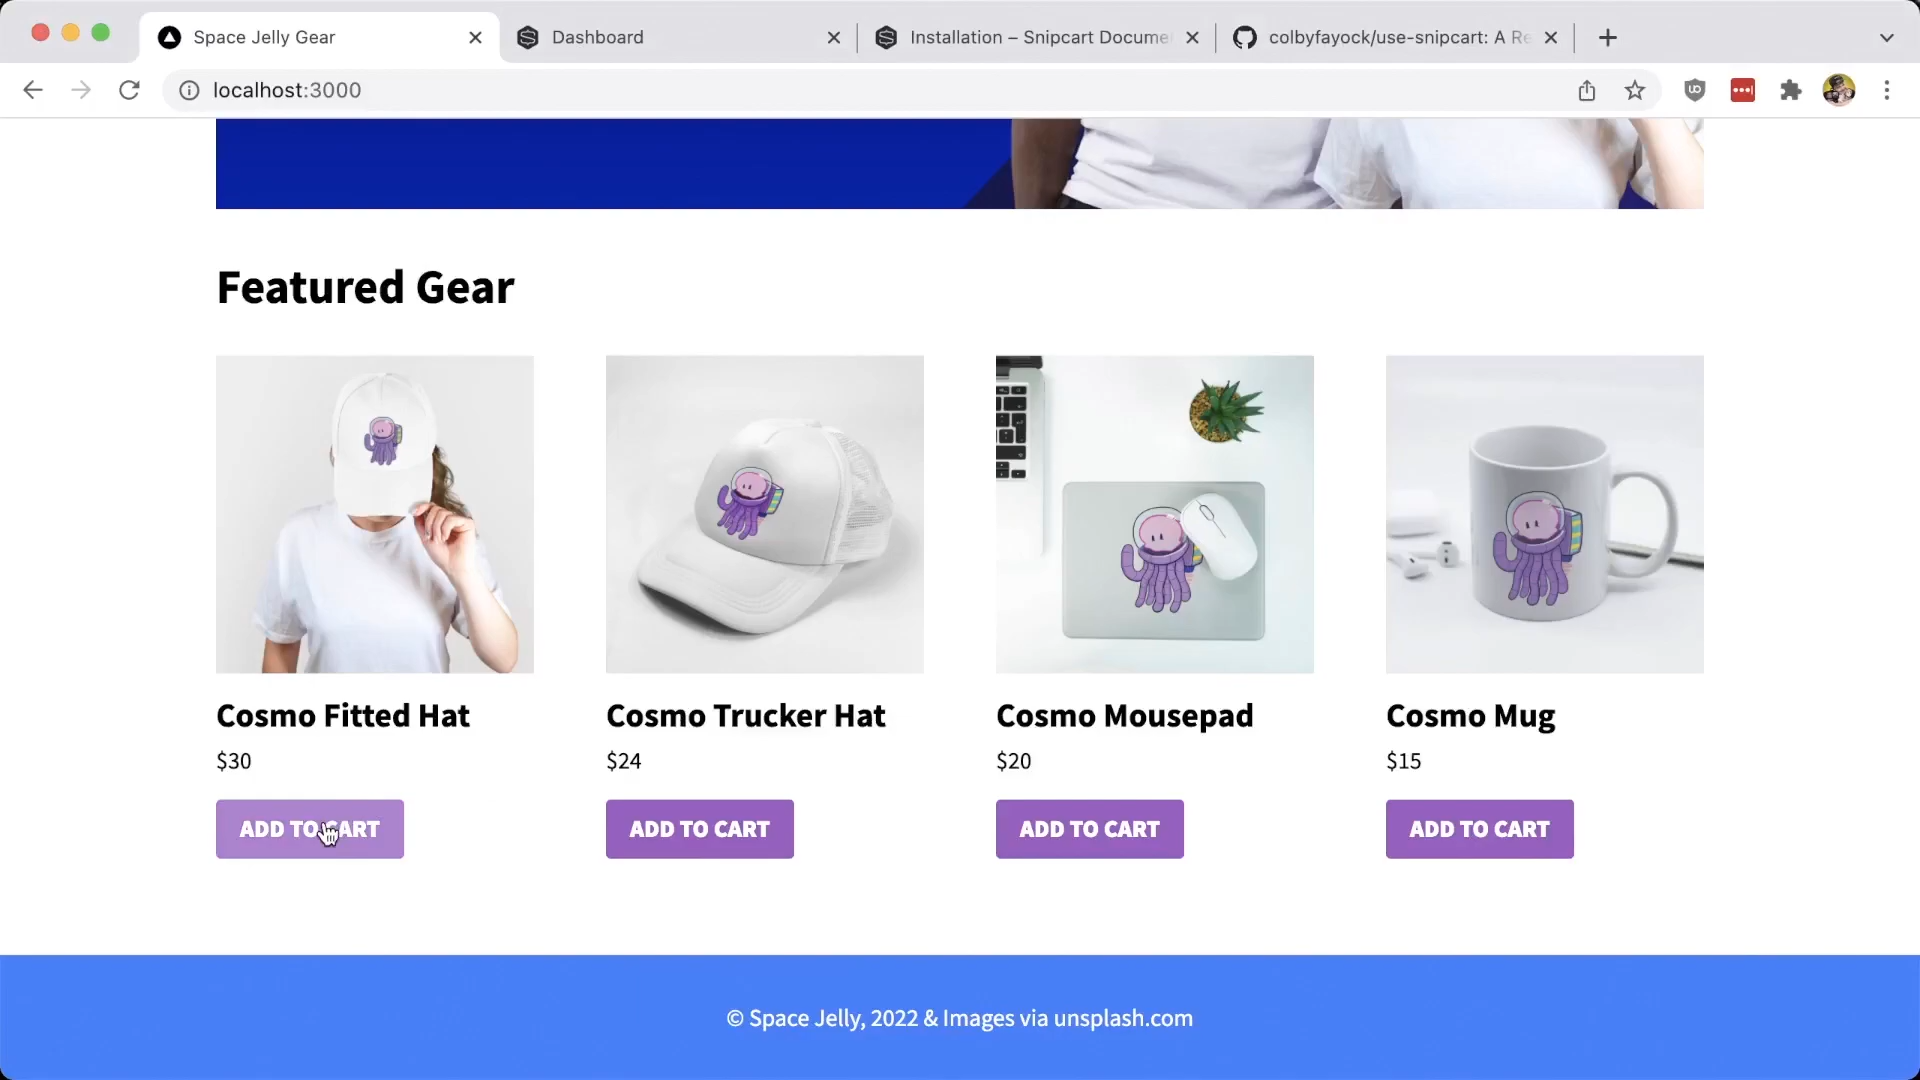 Space Jelly Gear
Dashboard
Installation – Snipcart Docume
colbyfayock/use-snipcart: A Re
localhost:3000
Featured Gear
Cosmo Fitted Hat
$30
ADD TO CART
Cosmo Trucker Hat
$24
ADD TO CART
Cosmo Mousepad
$20
ADD TO CART
Cosmo Mug
$15
ADD TO CART
© Space Jelly, 2022 & Images via unsplash.com